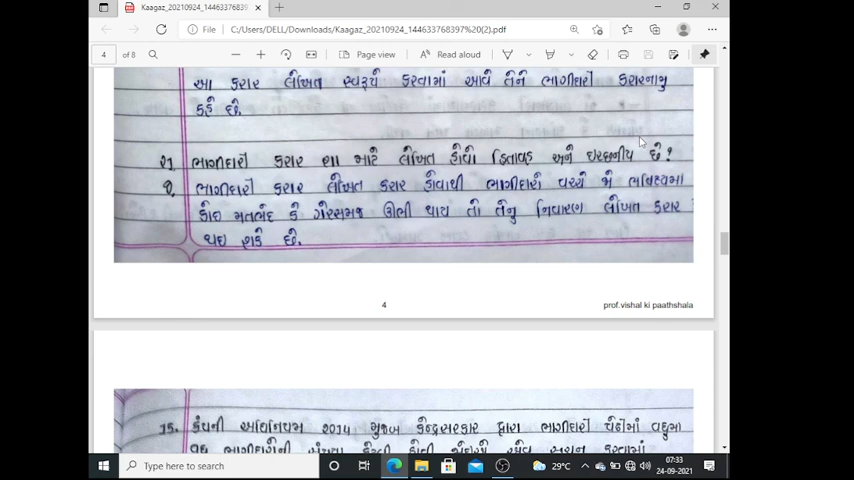 Kaagaz_20210924_14463376839
File
C:/Users/DELL/Downloads/Kaagaz_20210924_144633768397%20(2).pdf
4 of 8
Page view
Read aloud
આ કરાર લેખિત સ્વરૂપે કરવામાં આવે તેને ભાગીદારી કરારનામુ
કહે છે.
ભાગીદારી કરાર શા માટે લેખિત હોવો હિતાવહ અને ઇચ્છનીય છે?
ભાગીદારી કરાર લેખિત કરાર હોવાથી ભાગીદારો વચ્ચે જો ભવિષ્યમા
કોઇ મતભેદ કે ગેરસમજ ઊભી થાય તો તેનુ નિવારણ લેખિત કરાર
થઇ શકે છે.
4
prof.vishal ki paathshala
15. કંપની અધિનિયમ 2014 મુજબ કેન્દ્રસરકાર દ્વારા ભાગીદારી પેઢીમાં વધુમા
Type here to search
29°C
07:33
24-09-2021